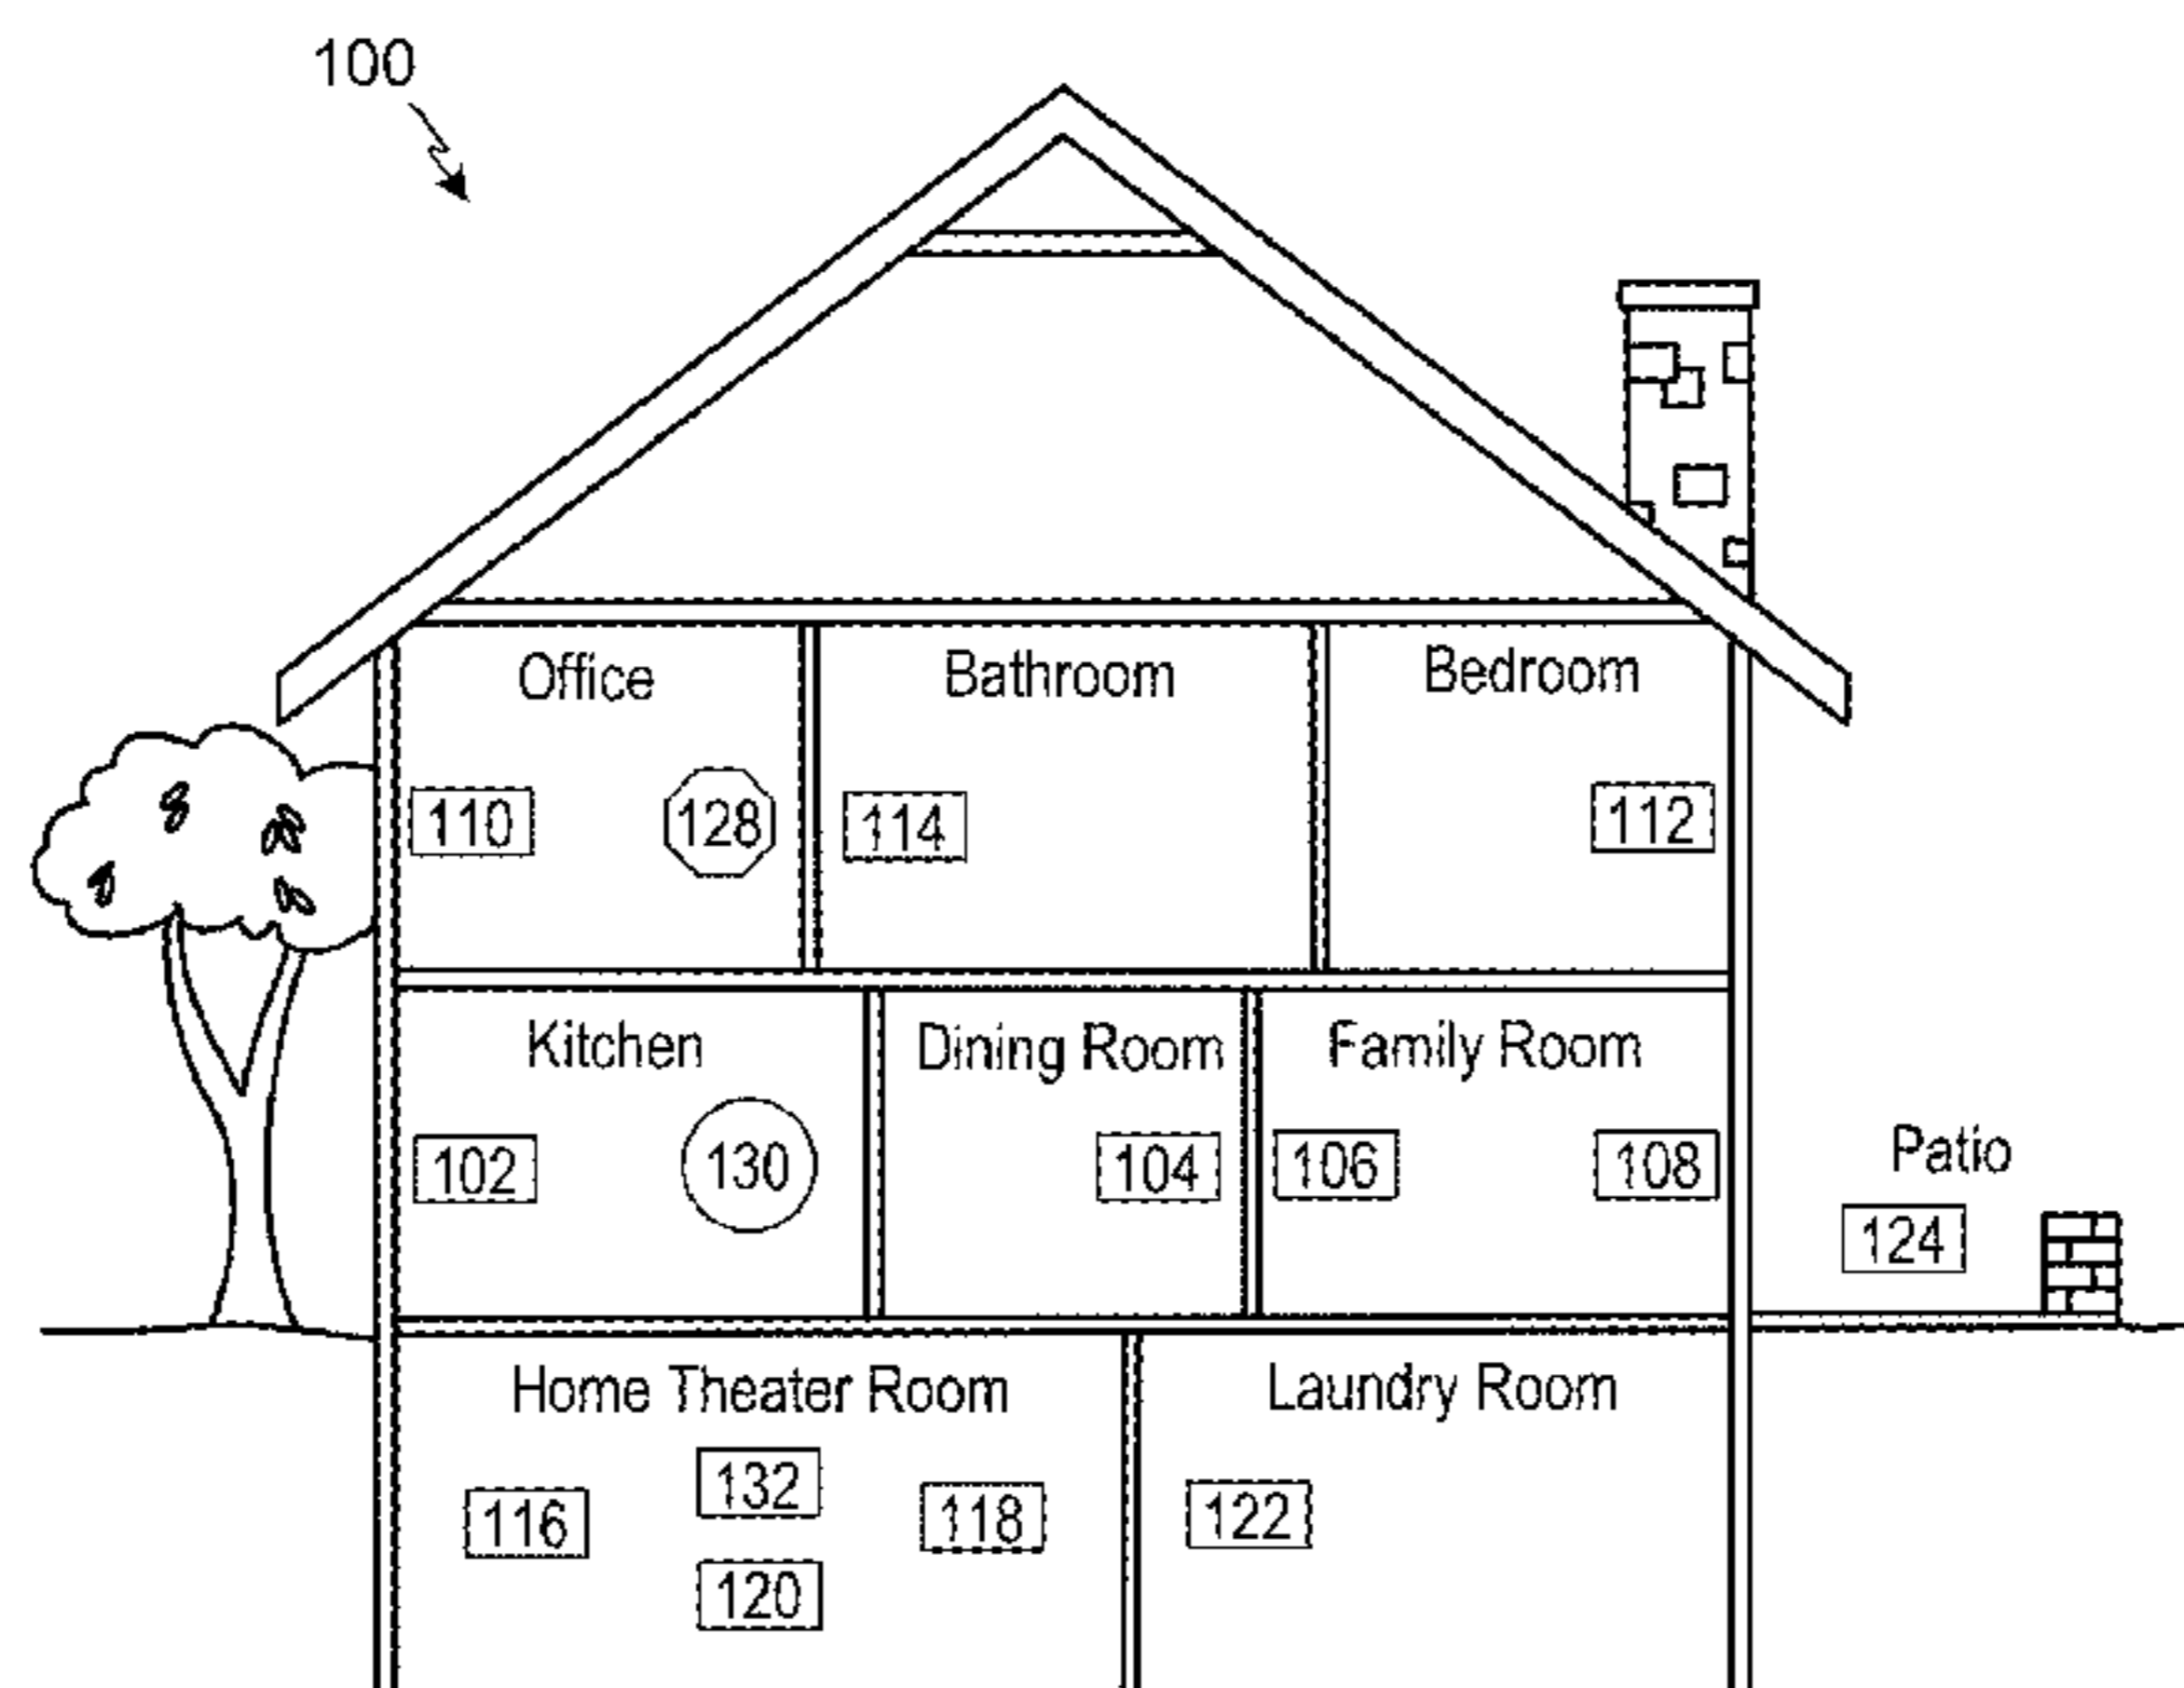 100
Office
Bathroom
Bedroom
110
128
114
112
Kitchen
Dining Room
Family Room
102
130
104
106
108
Patio
124
Home Theater Room
Laundry Room
116
132
118
122
120